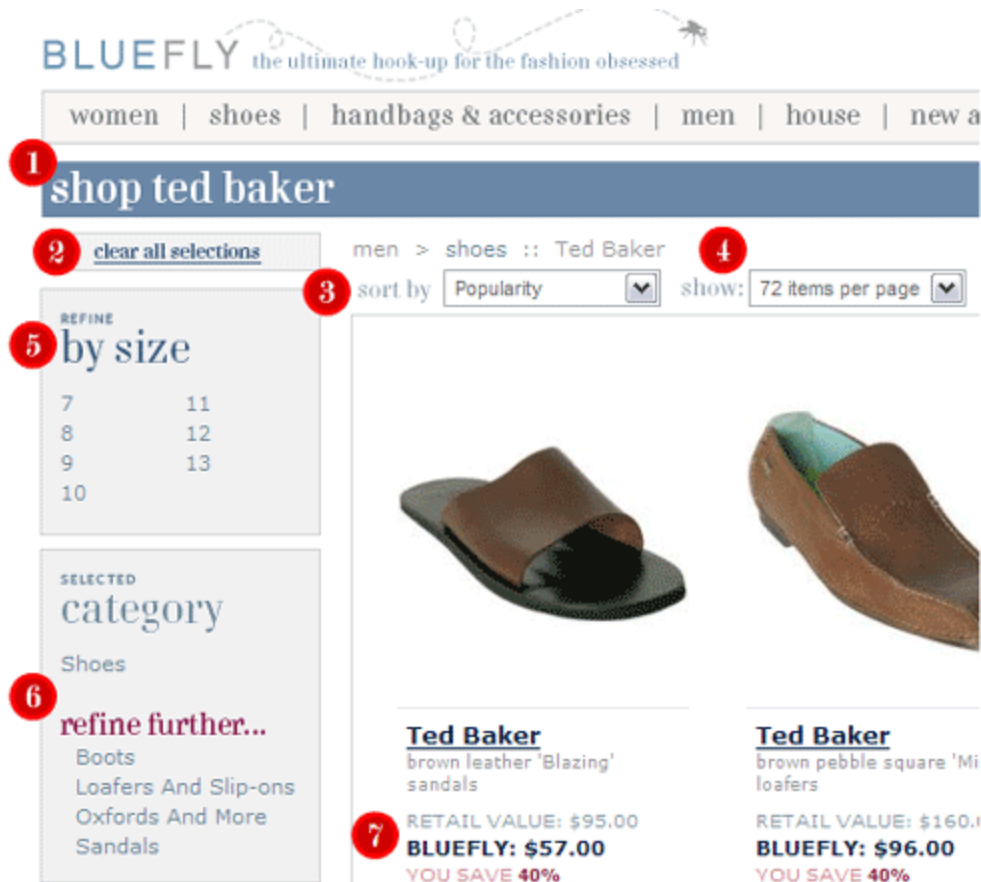 BLUEFLY the ultimate hook-up for the fashion obsessed
women | shoes | handbags & accessories | men | house | new a
1
shop ted baker
2 clear all selections
men > shoes :: Ted Baker 4
3 sort by Popularity show: 72 items per page
REFINE
5 by size
7 11
8 12
9 13
10
SELECTED
category
Shoes
6
refine further...
Boots
Loafers And Slip-ons
Oxfords And More
Sandals
Ted Baker
brown leather 'Blazing'
sandals
RETAIL VALUE: $95.00
7 BLUEFLY: $57.00
YOU SAVE 40%
Ted Baker
brown pebble square 'Mi
loafers
RETAIL VALUE: $160.
BLUEFLY: $96.00
YOU SAVE 40%